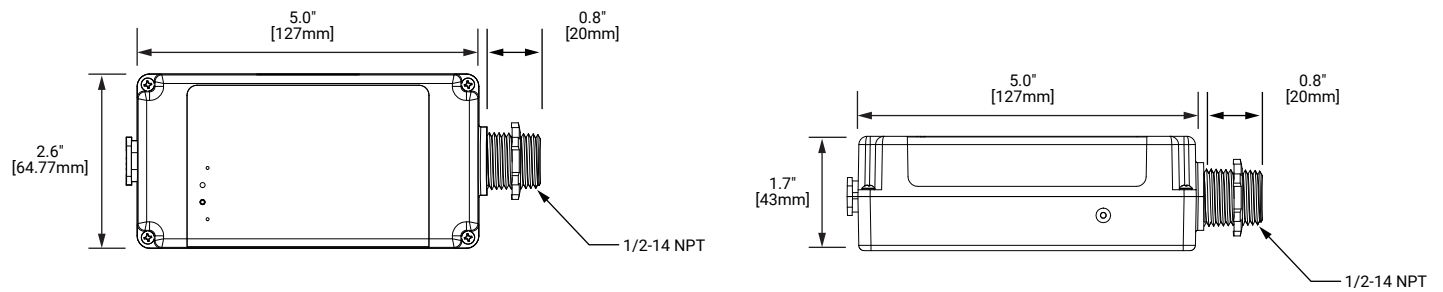 5.0"
[127mm]
0.8"
[20mm]
2.6"
[64.77mm]
1/2-14 NPT
5.0"
[127mm]
0.8"
[20mm]
1.7"
[43mm]
1/2-14 NPT